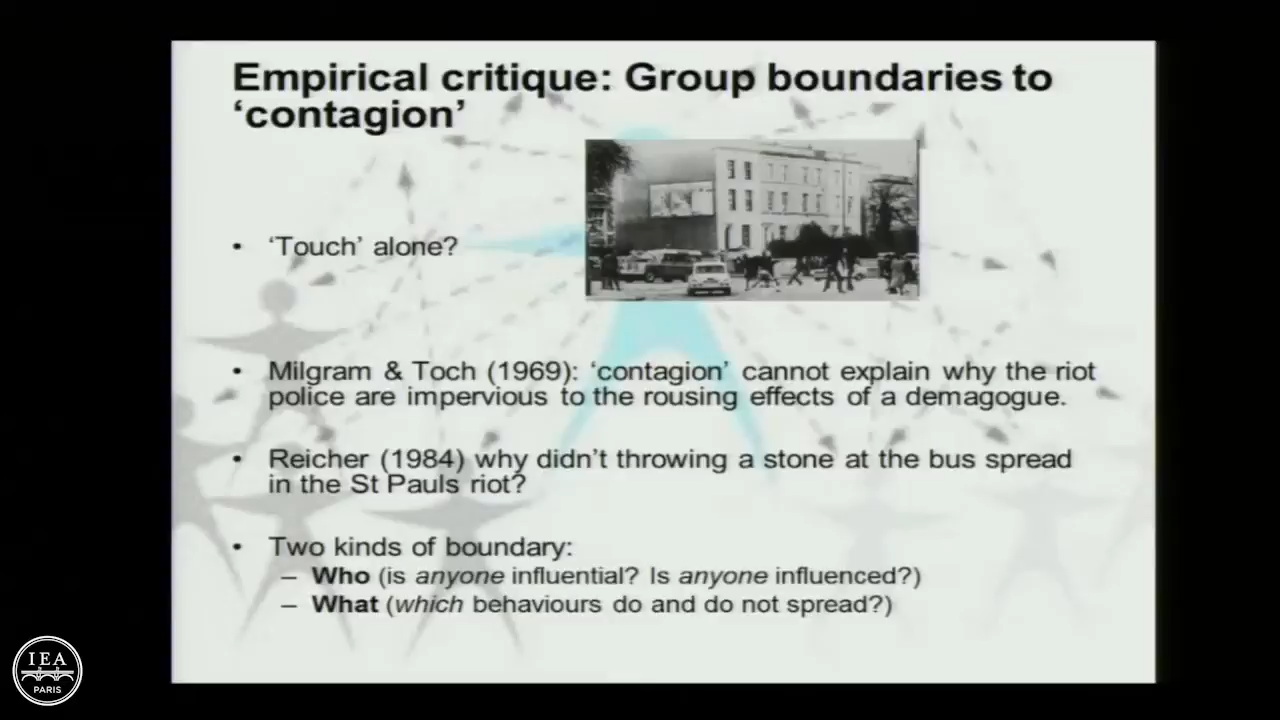 Empirical critique: Group boundaries to
‘contagion’
• ‘Touch’ alone?
• Milgram & Toch (1969): ‘contagion’ cannot explain why the riot
police are impervious to the rousing effects of a demagogue.
• Reicher (1984) why didn’t throwing a stone at the bus spread
in the St Pauls riot?
• Two kinds of boundary:
– Who (is anyone influential? Is anyone influenced?)
– What (which behaviours do and do not spread?)
IEA
PARIS